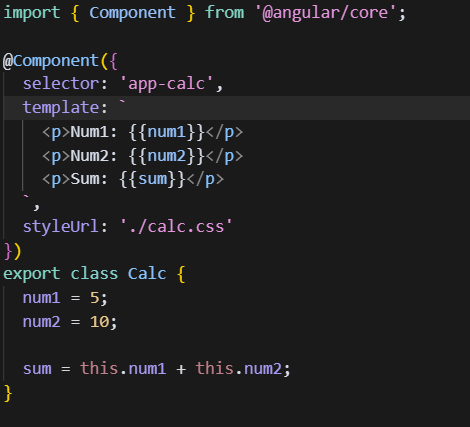 import { Component } from '@angular/core';

@Component({
  selector: 'app-calc',
  template: `
    <p>Num1: {{num1}}</p>
    <p>Num2: {{num2}}</p>
    <p>Sum: {{sum}}</p>
  `,
  styleUrl: './calc.css'
})
export class Calc {
  num1 = 5;
  num2 = 10;

  sum = this.num1 + this.num2;
}